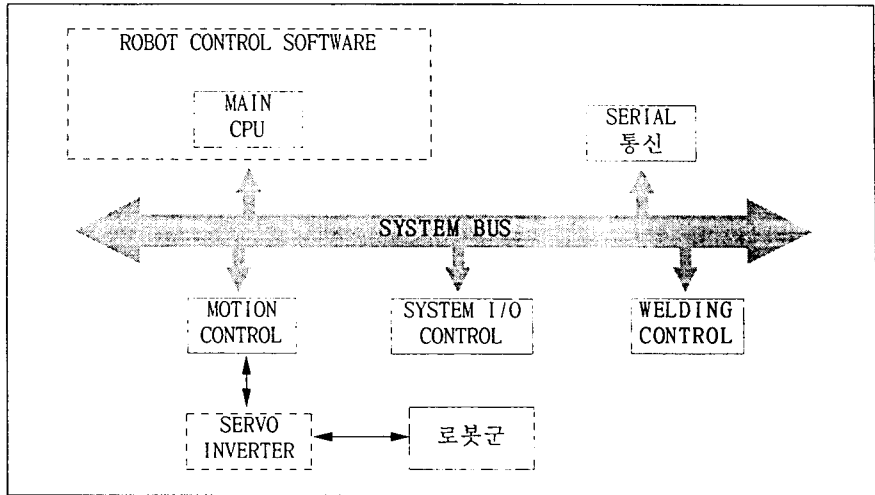 ROBOT CONTROL SOFTWARE
MAIN
CPU
SERIAL
통신
SYSTEM BUS
MOTION
CONTROL
SYSTEM I/O
CONTROL
WELDING
CONTROL
SERVO
INVERTER
로봇군